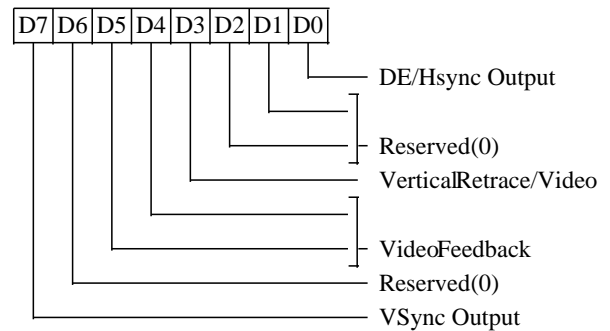 D7 D6 D5 D4 D3 D2 D1 D0
DE/Hsync Output
Reserved(0)
VerticalRetrace/Video
VideoFeedback
Reserved(0)
VSync Output